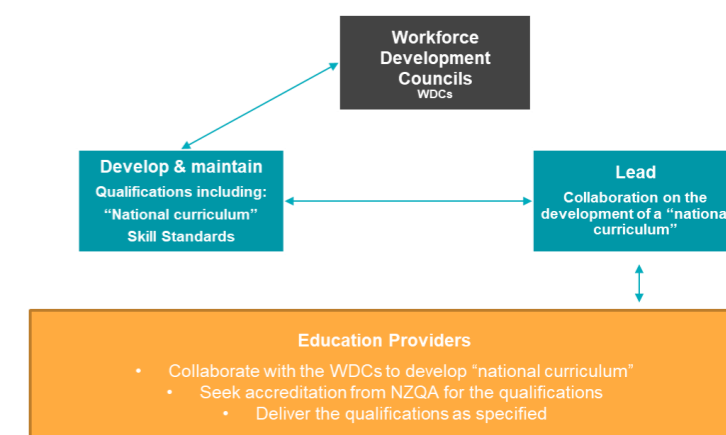 Workforce
Development
Councils
WDCs
Develop & maintain
Qualifications including:
“National curriculum”
Skill Standards
Lead
Collaboration on the
development of a “nationa
curriculum”
Education Providers
• Collaborate with the WDCs to develop “national curriculum”
• Seek accreditation from NZQA for the qualifications
• Deliver the qualifications as specified